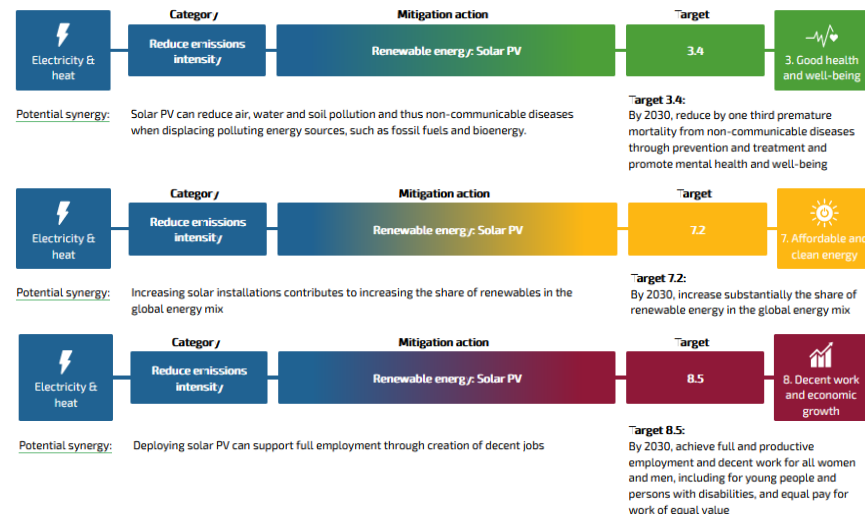 Category
Mitigation action
Target
Electricity &
heat
Reduce emissions
intensity
Renewable energy: Solar PV
3.4
3. Good health
and well-being
Potential synergy:
Solar PV can reduce air, water and soil pollution and thus non-communicable diseases
when displacing polluting energy sources, such as fossil fuels and bioenergy.
Target 3.4:
By 2030, reduce by one third premature
mortality from non-communicable diseases
through prevention and treatment and
promote mental health and well-being
Category
Mitigation action
Target
Electricity &
heat
Reduce emissions
intensity
Renewable energy: Solar PV
7.2
7. Affordable and
clean energy
Potential synergy:
Increasing solar installations contributes to increasing the share of renewables in the
global energy mix
Target 7.2:
By 2030, increase substantially the share of
renewable energy in the global energy mix
Category
Mitigation action
Target
Electricity &
heat
Reduce emissions
intensity
Renewable energy: Solar PV
8.5
8. Decent work
and economic
growth
Potential synergy:
Deploying solar PV can support full employment through creation of decent jobs
Target 8.5:
By 2030, achieve full and productive
employment and decent work for all women
and men, including for young people and
persons with disabilities, and equal pay for
work of equal value